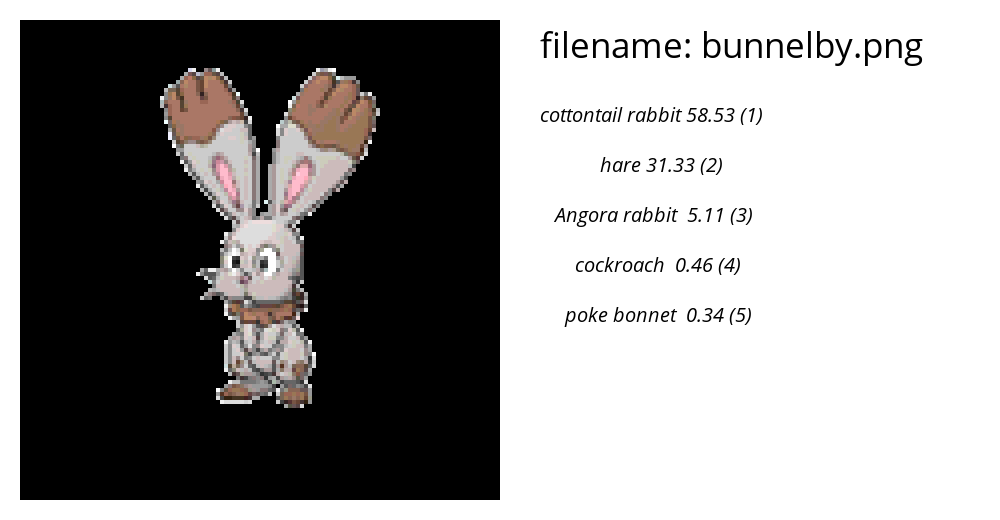 filename: bunnelby.png
cottontail rabbit 58.53 (1)
hare 31.33 (2)
Angora rabbit 5.11 (3)
cockroach 0.46 (4)
poke bonnet 0.34 (5)